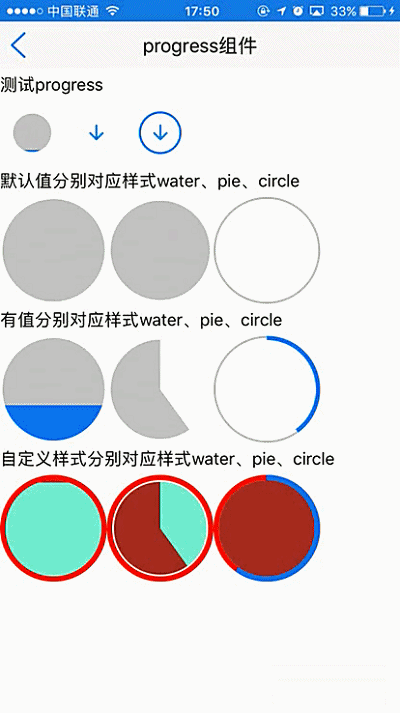 中国联通 17:50 33%
progress组件
测试progress
默认值分别对应样式water、pie、circle
有值分别对应样式water、pie、circle
自定义样式分别对应样式water、pie、circle